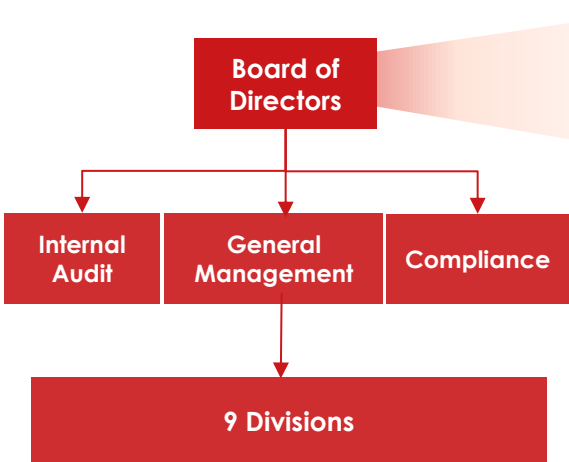 Board of
Directors
Internal
Audit
General
Management
Compliance
9 Divisions